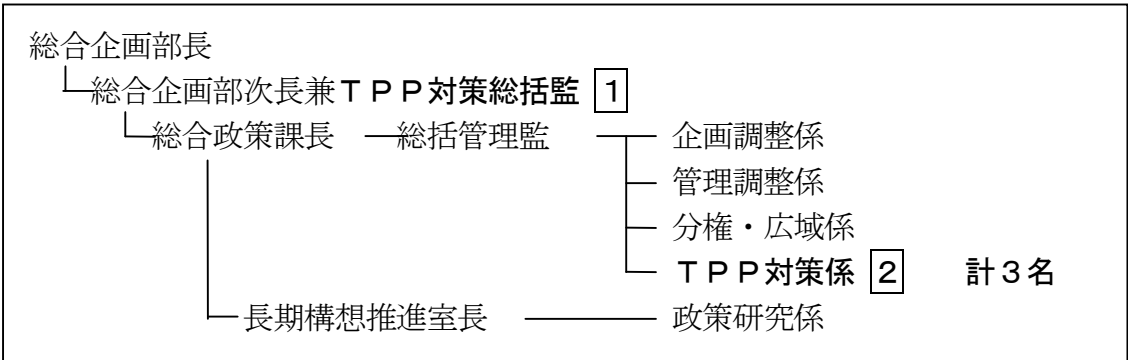 総合企画部長
総合企画部次長兼ＴＰＰ対策総括監 1
総合政策課長 総括管理監 企画調整係
管理調整係
分権・広域係
ＴＰＰ対策係 2 計３名
長期構想推進室長 政策研究係